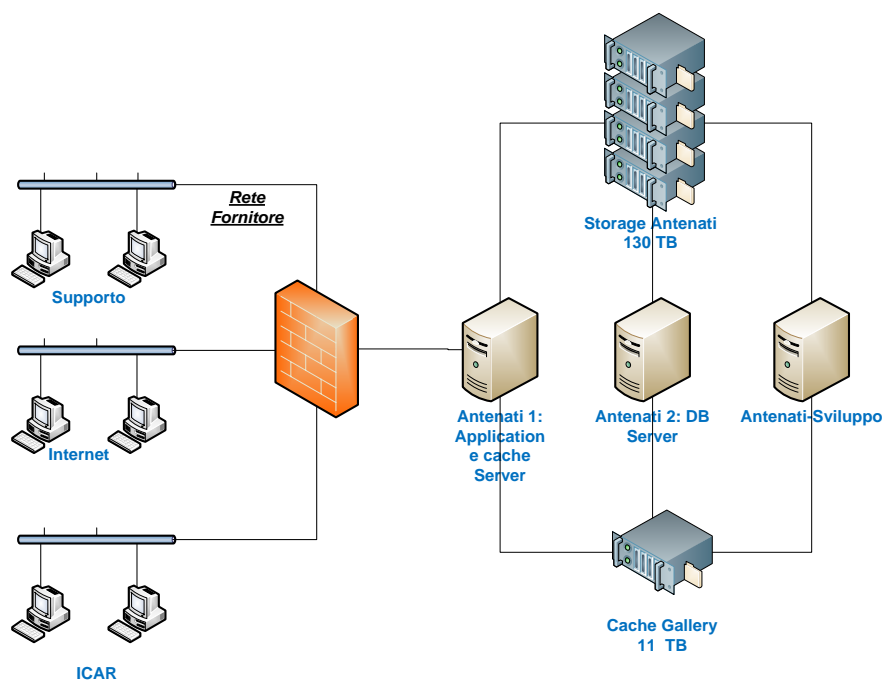 Rete
Fornitore
Storage Antenati
130 TB
Supporto
Internet
Antenati 1:
Application
e cache
Server
Antenati 2: DB
Server
Antenati-Sviluppo
Cache Gallery
11 TB
ICAR